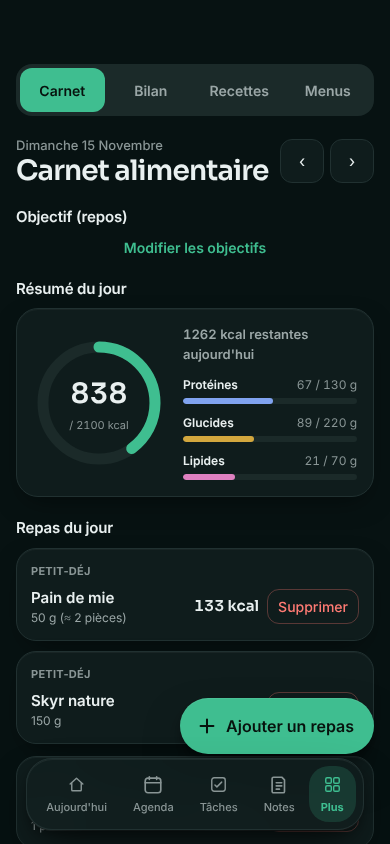 Carnet
Bilan
Recettes
Menus
Dimanche 15 Novembre
Carnet alimentaire
‹
›
Objectif (repos)
Modifier les objectifs
Résumé du jour
838
/ 2100 kcal
1262 kcal restantes
aujourd'hui
Protéines 67 / 130 g
Glucides 89 / 220 g
Lipides 21 / 70 g
Repas du jour
PETIT-DÉJ
Pain de mie
50 g (≈ 2 pièces)
133 kcal
Supprimer
PETIT-DÉJ
Skyr nature
150 g
+ Ajouter un repas
Aujourd'hui
Agenda
Tâches
Notes
Plus